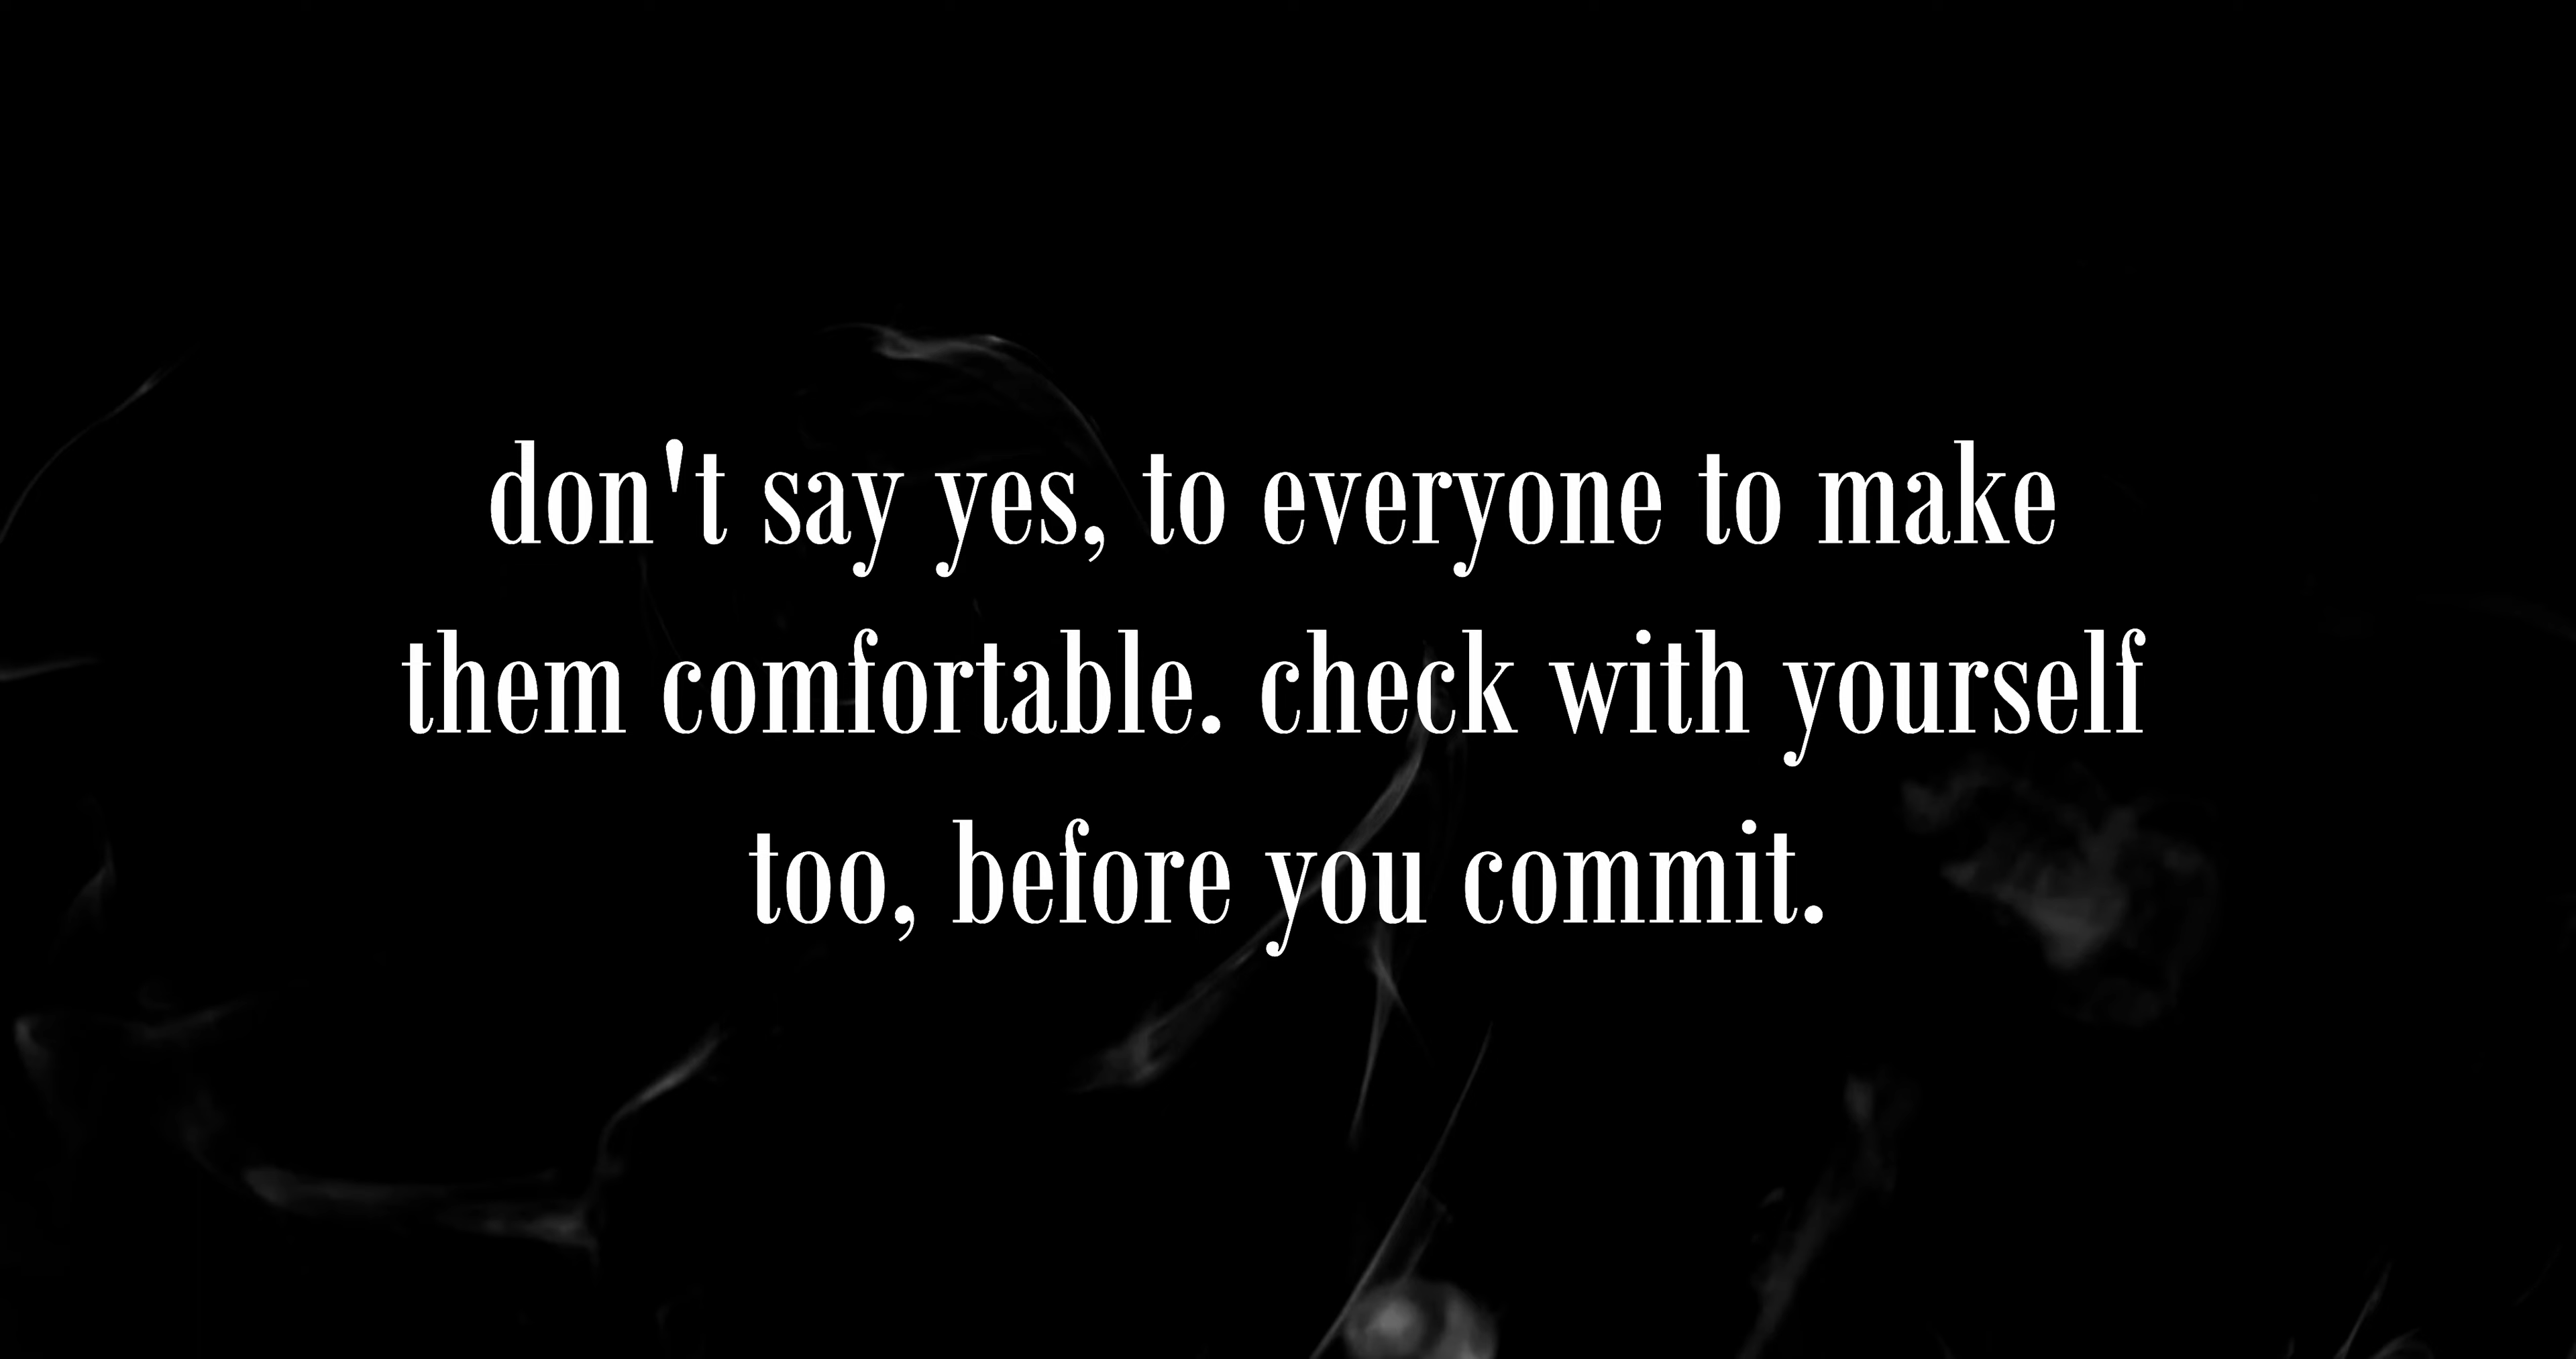 don't say yes, to everyone to make
them comfortable. check with yourself
too, before you commit.